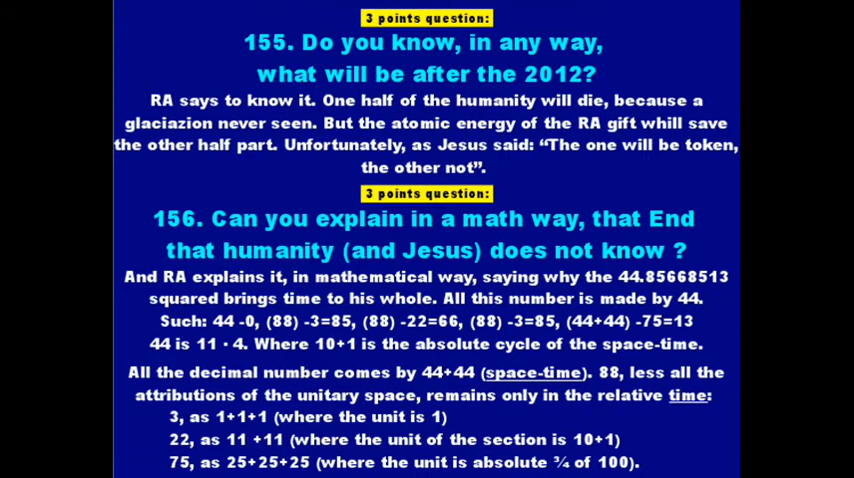 3 points question:
155. Do you know, in any way,
what will be after the 2012?
RA says to know it. One half of the humanity will die, because a
glaciazion never seen. But the atomic energy of the RA gift whill save
the other half part. Unfortunately, as Jesus said: “The one will be token,
the other not”.
3 points question:
156. Can you explain in a math way, that End
that humanity (and Jesus) does not know ?
And RA explains it, in mathematical way, saying why the 44.85668513
squared brings time to his whole. All this number is made by 44.
Such: 44 -0, (88) -3=85, (88) -22=66, (88) -3=85, (44+44) -75=13
44 is 11 · 4. Where 10+1 is the absolute cycle of the space-time.
All the decimal number comes by 44+44 (space-time). 88, less all the
attributions of the unitary space, remains only in the relative time:
3, as 1+1+1 (where the unit is 1)
22, as 11 +11 (where the unit of the section is 10+1)
75, as 25+25+25 (where the unit is absolute ¾ of 100).